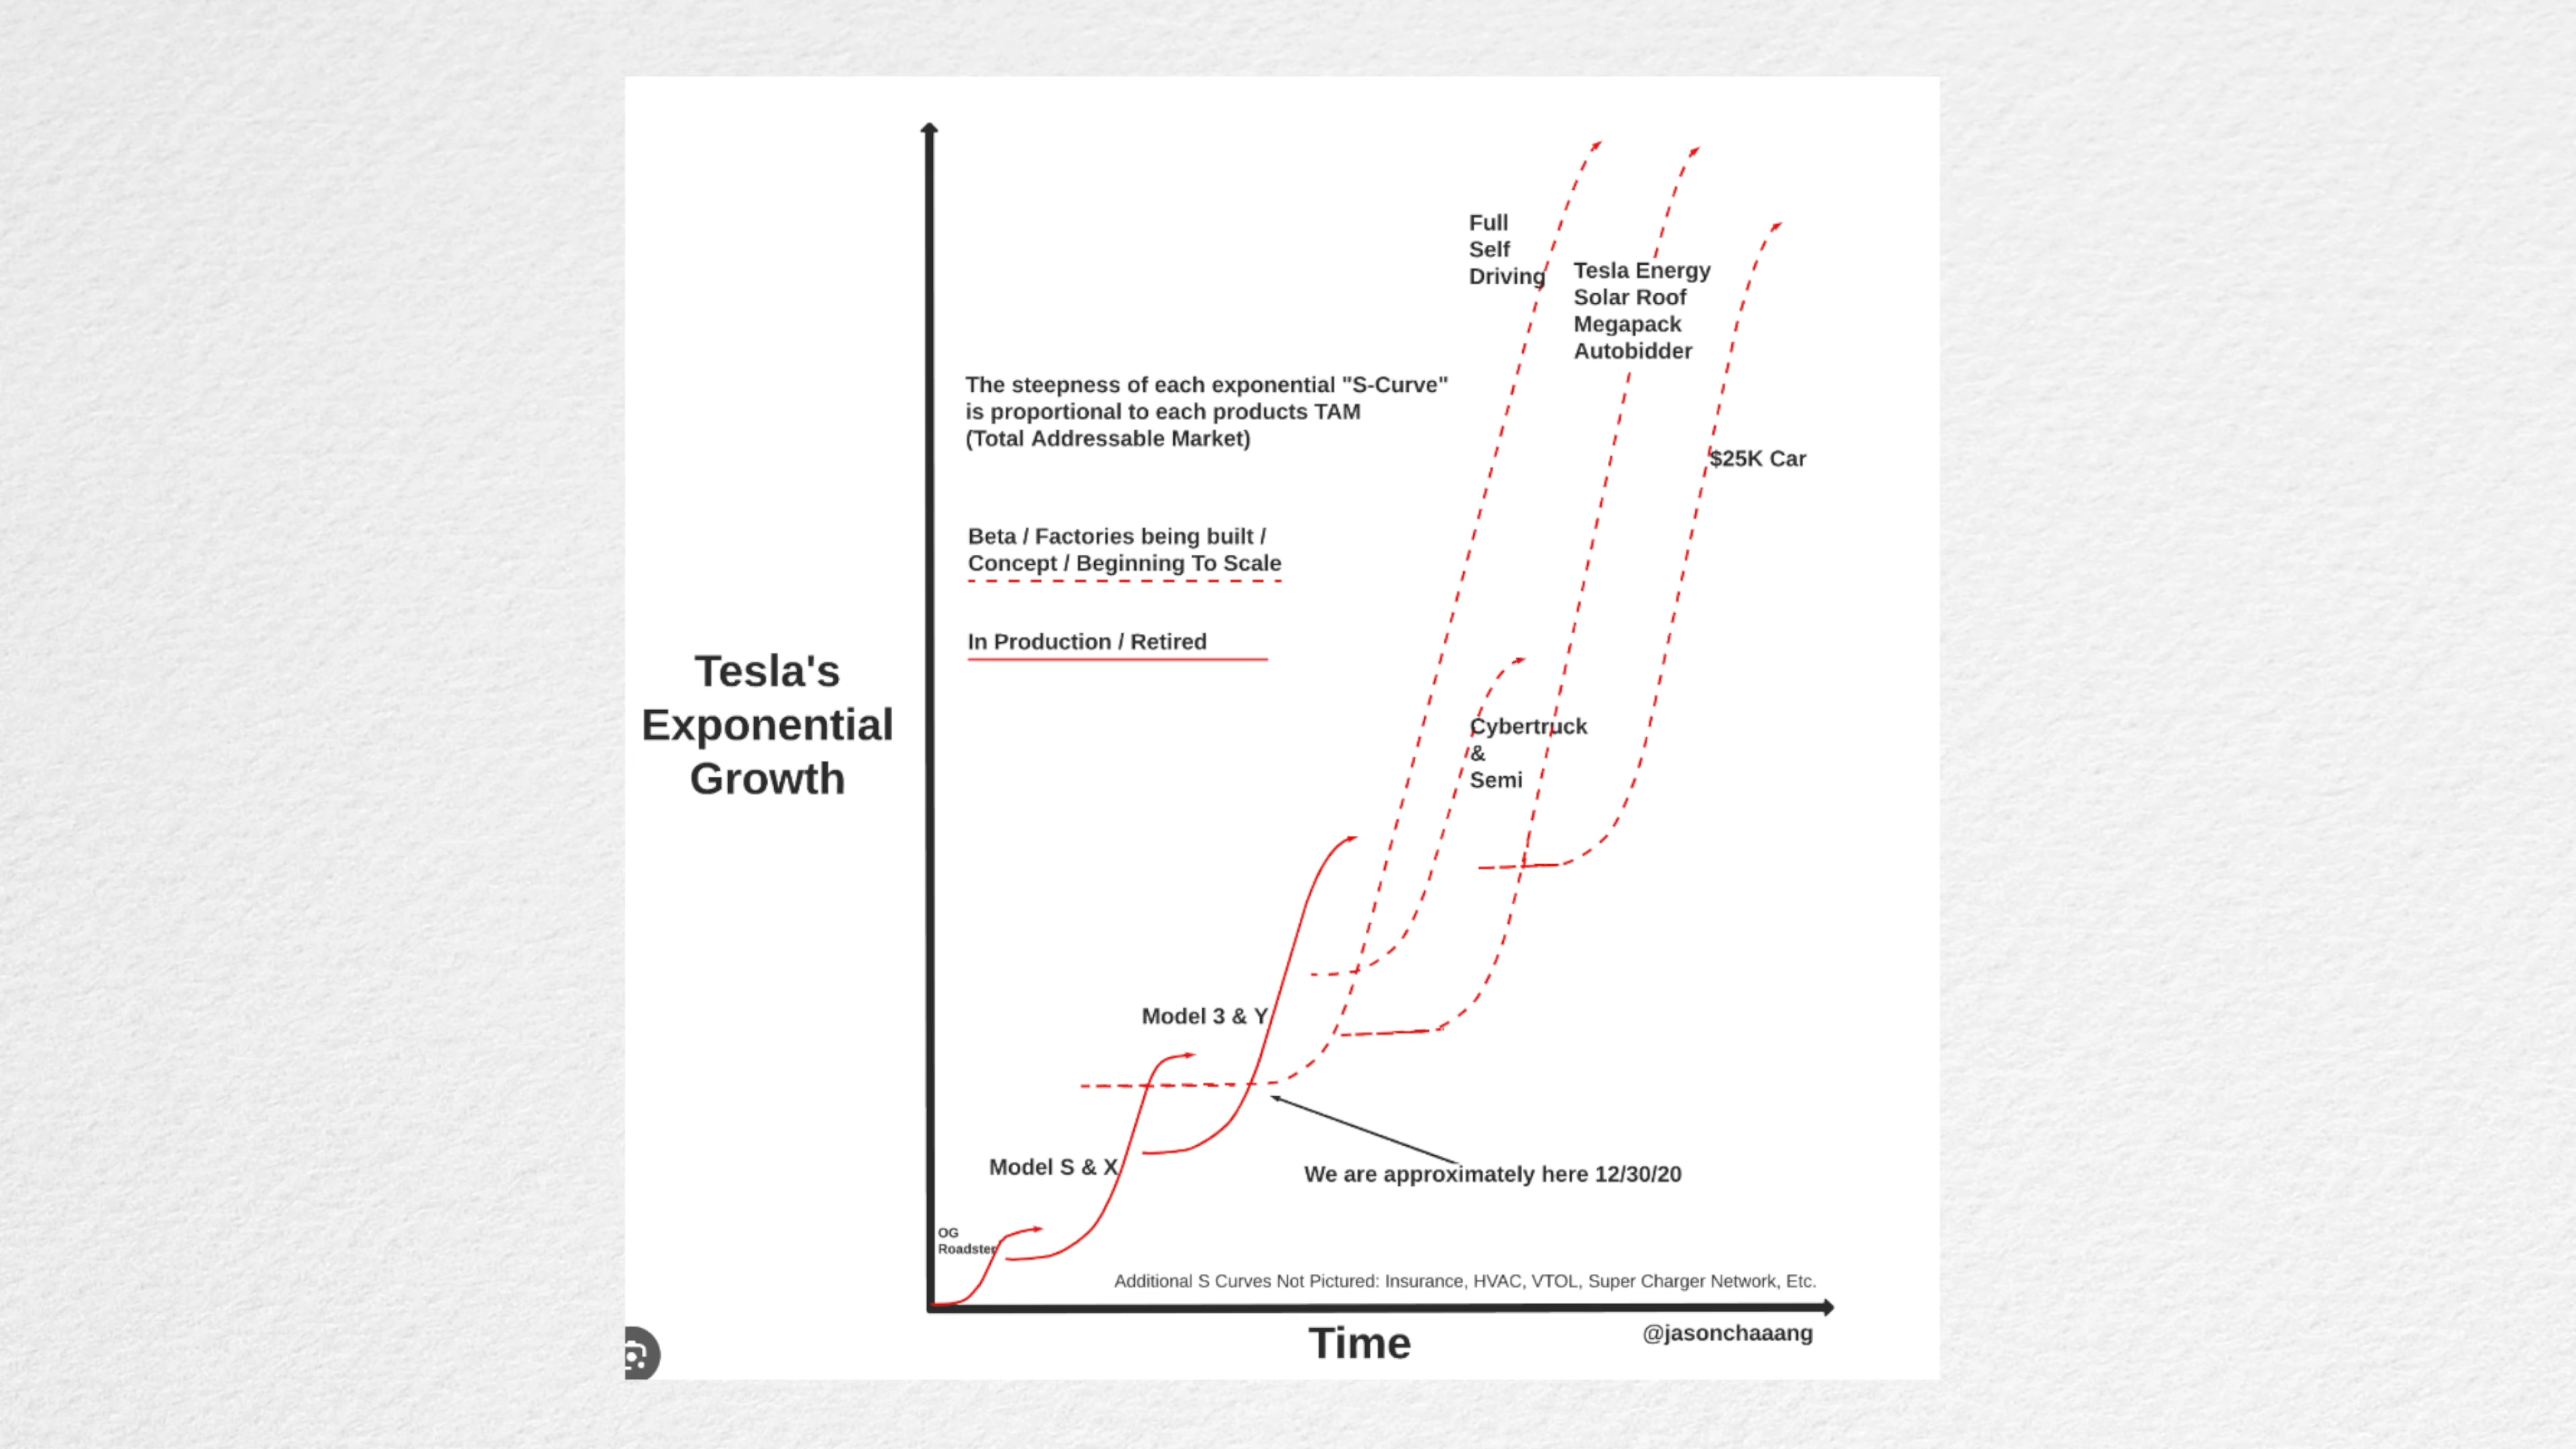 Full
Self
Driving
Tesla Energy
Solar Roof
Megapack
Autobidder
The steepness of each exponential "S-Curve"
is proportional to each products TAM
(Total Addressable Market)
$25K Car
Beta / Factories being built /
Concept / Beginning To Scale
In Production / Retired
Tesla's
Exponential
Growth
Cybertruck
&
Semi
Model 3 & Y
Model S & X
We are approximately here 12/30/20
OG
Roadster
Additional S Curves Not Pictured: Insurance, HVAC, VTOL, Super Charger Network, Etc.
Time
@jasonchaaang